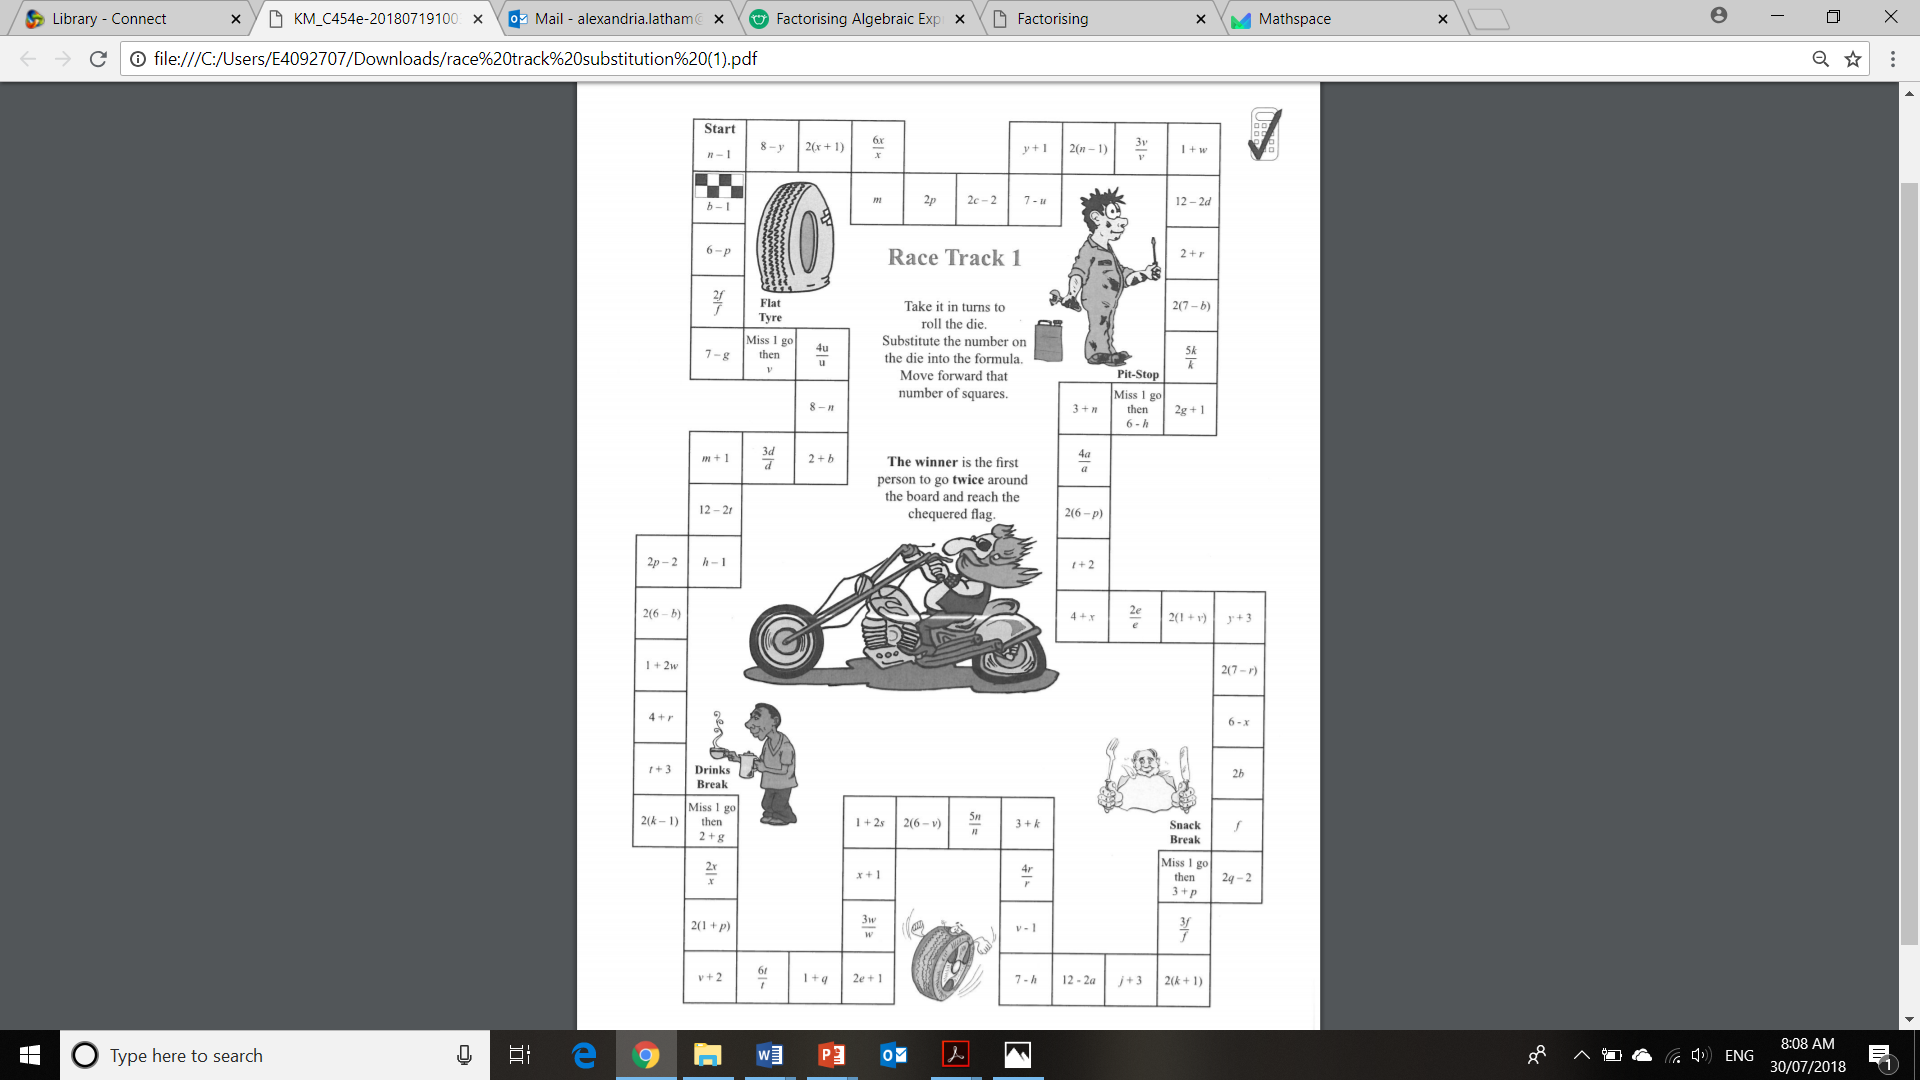 Library - Connect
KM_C454e-20180719100
Mail - alexandria.latham@
Factorising Algebraic Exp
Factorising
Mathspace
file:///C:/Users/E4092707/Downloads/race%20track%20substitution%20(1).pdf
Start
n – 1
8 – y
2(x + 1)
6x
x
y + 1
2(n – 1)
3v
v
1 + w
b – 1
m
2p
2c – 2
7 - u
12 – 2d
6 – p
Race Track 1
2 + r
2f
f
Flat
Tyre
Take it in turns to
roll the die.
Substitute the number on
the die into the formula.
Move forward that
number of squares.
2(7 – b)
7 – g
Miss 1 go
then
v
4u
u
5k
k
Pit-Stop
8 – n
3 + n
Miss 1 go
then
6 - h
2g + 1
m + 1
3d
d
2 + b
The winner is the first
person to go twice around
the board and reach the
chequered flag.
4a
a
12 – 2t
2(6 – p)
2p – 2
h – 1
t + 2
2(6 – b)
4 + x
2e
e
2(1 + v)
y + 3
1 + 2w
2(7 – r)
4 + r
6 - x
t + 3
Drinks
Break
2b
2(k – 1)
Miss 1 go
then
2 + g
1 + 2s
2(6 – v)
5n
n
3 + k
Snack
Break
f
2x
x
x + 1
4r
r
Miss 1 go
then
3 + p
2q – 2
2(1 + p)
3w
w
v - 1
3f
f
v + 2
6t
t
1 + q
2e + 1
7 - h
12 - 2a
j + 3
2(k + 1)
Type here to search
ENG
8:08 AM
30/07/2018
1